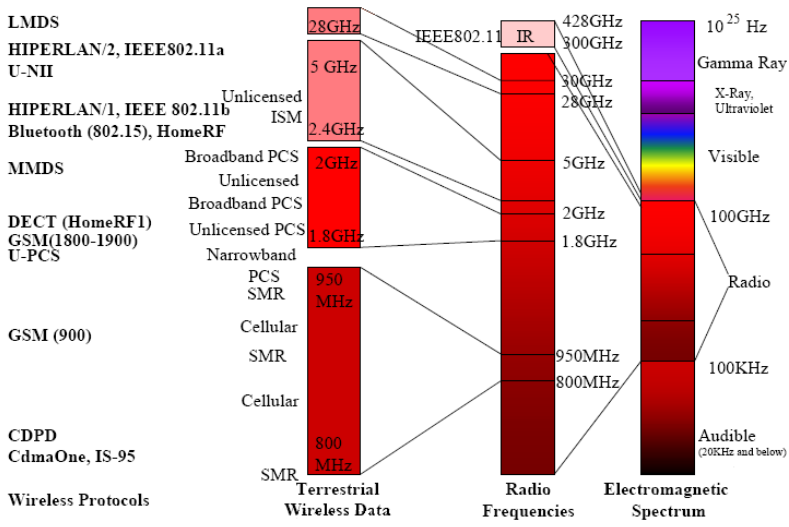 LMDS
HIPERLAN/2, IEEE802.11a
U-NII
HIPERLAN/1, IEEE 802.11b
Bluetooth (802.15), HomeRF
MMDS
DECT (HomeRF1)
GSM(1800-1900)
U-PCS
GSM (900)
CDPD
CdmaOne, IS-95
Wireless Protocols
Unlicensed
ISM
Broadband PCS
Unlicensed
Broadband PCS
Unlicensed PCS
Narrowband
PCS
SMR
Cellular
SMR
Cellular
SMR
28GHz
5 GHz
2.4GHz
2GHz
1.8GHz
950
MHz
800
MHz
Terrestrial
Wireless Data
IEEE802.11
IR
428GHz
300GHz
30GHz
28GHz
5GHz
2GHz
1.8GHz
950MHz
800MHz
Radio
Frequencies
10²⁵ Hz
Gamma Ray
X-Ray,
Ultraviolet
Visible
100GHz
Radio
100KHz
Audible
(20KHz and below)
Electromagnetic
Spectrum